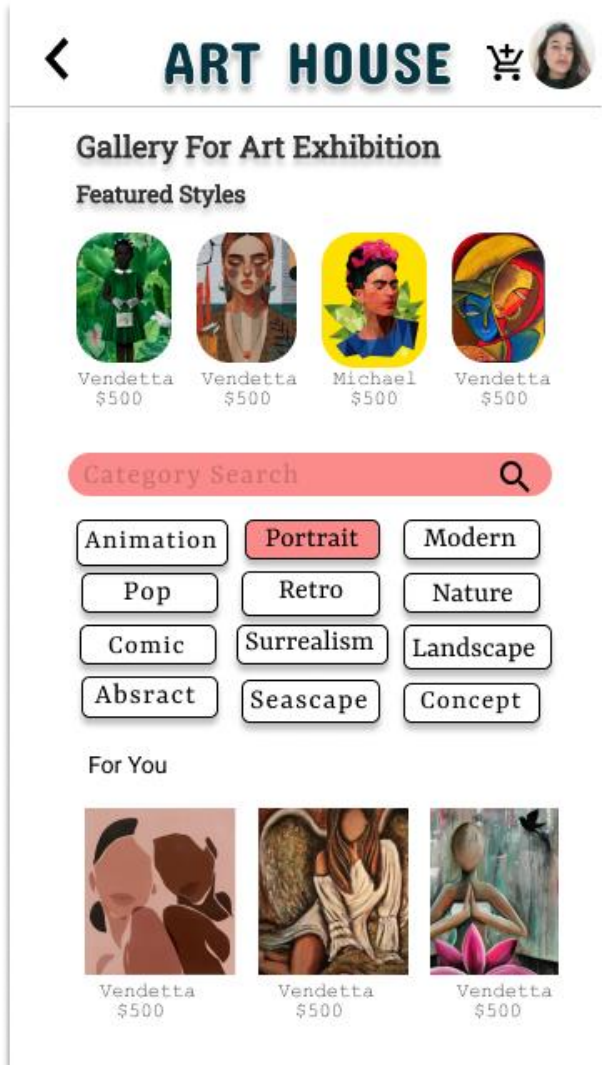 ART HOUSE
Gallery For Art Exhibition
Featured Styles
Vendetta Vendetta Michael Vendetta
$500 $500 $500 $500
Category Search
Animation Portrait Modern
Pop Retro Nature
Comic Surrealism Landscape
Absract Seascape Concept
For You
Vendetta Vendetta Vendetta
$500 $500 $500